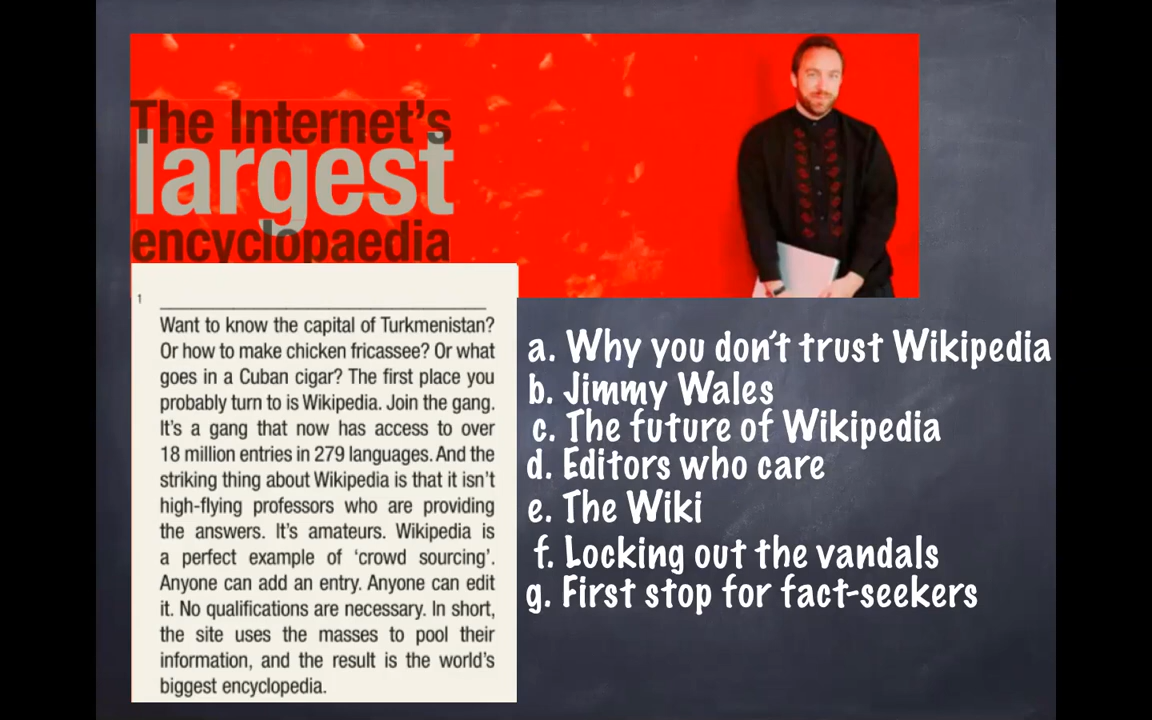 The Internet's
largest
encyclopaedia
1
Want to know the capital of Turkmenistan?
Or how to make chicken fricassee? Or what
goes in a Cuban cigar? The first place you
probably turn to is Wikipedia. Join the gang.
It's a gang that now has access to over
18 million entries in 279 languages. And the
striking thing about Wikipedia is that it isn't
high-flying professors who are providing
the answers. It's amateurs. Wikipedia is
a perfect example of 'crowd sourcing'.
Anyone can add an entry. Anyone can edit
it. No qualifications are necessary. In short,
the site uses the masses to pool their
information, and the result is the world's
biggest encyclopedia.
a. Why you don't trust Wikipedia
b. Jimmy Wales
c. The future of Wikipedia
d. Editors who care
e. The Wiki
f. Locking out the vandals
g. First stop for fact-seekers